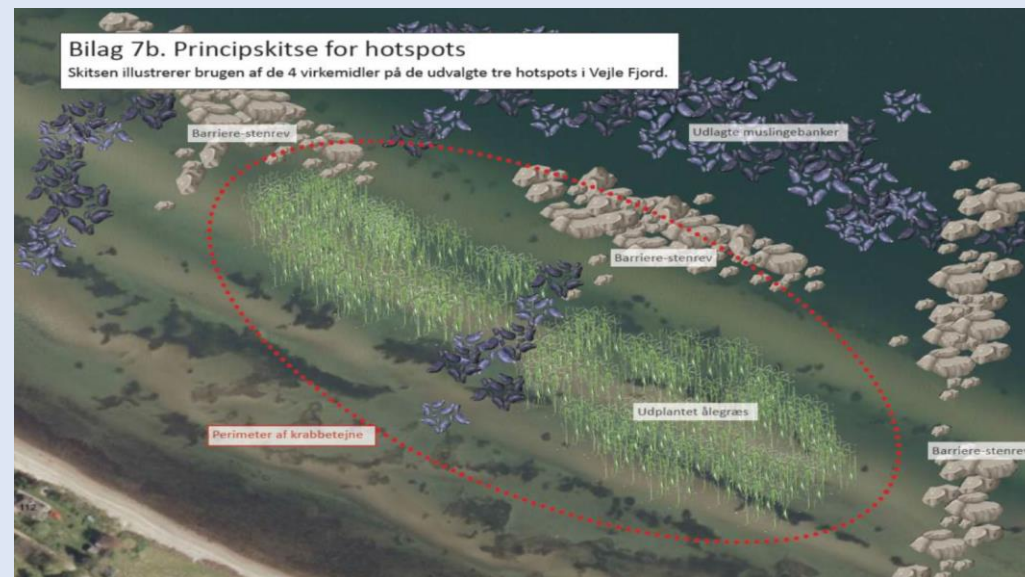 Bilag 7b. Principskitse for hotspots
Skitsen illustrerer brugen af de 4 virkemidler på de udvalgte tre hotspots i Vejle Fjord.
Barriere-stenrev
Udlagte muslingebanker
Barriere-stenrev
Udplantet ålegræs
Perimeter af krabbetejne
Barriere-stenrev
112